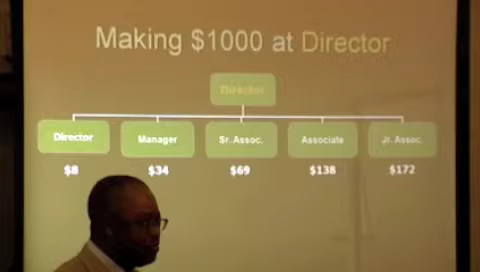 Making $1000 at Director
Director
Director Manager Sr. Assoc. Associate Jr. Assoc.
$8 $34 $69 $138 $172